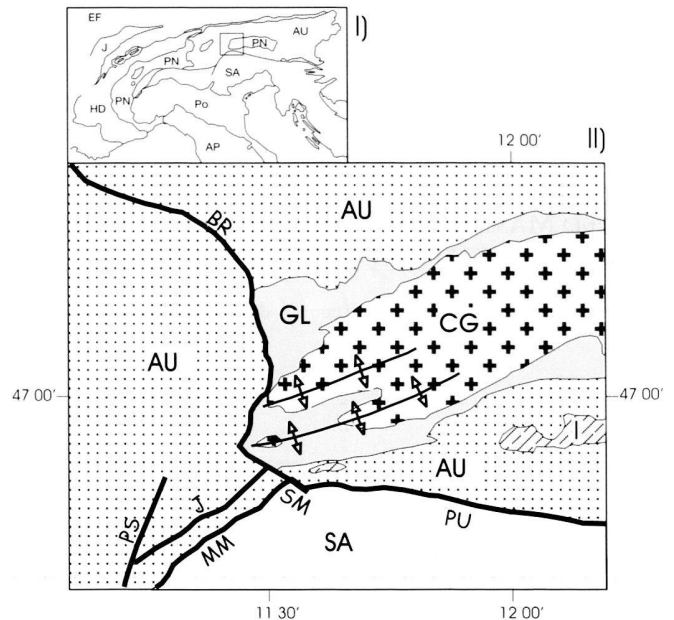 EF
AU
I)
J
PN
PN
SA
HD
PN
Po
AP
12 00'
II)
BR
AU
GL
CG
AU
47 00'
47 00'
I
AU
PS
J
SM
MM
SA
PU
11 30'
12 00'